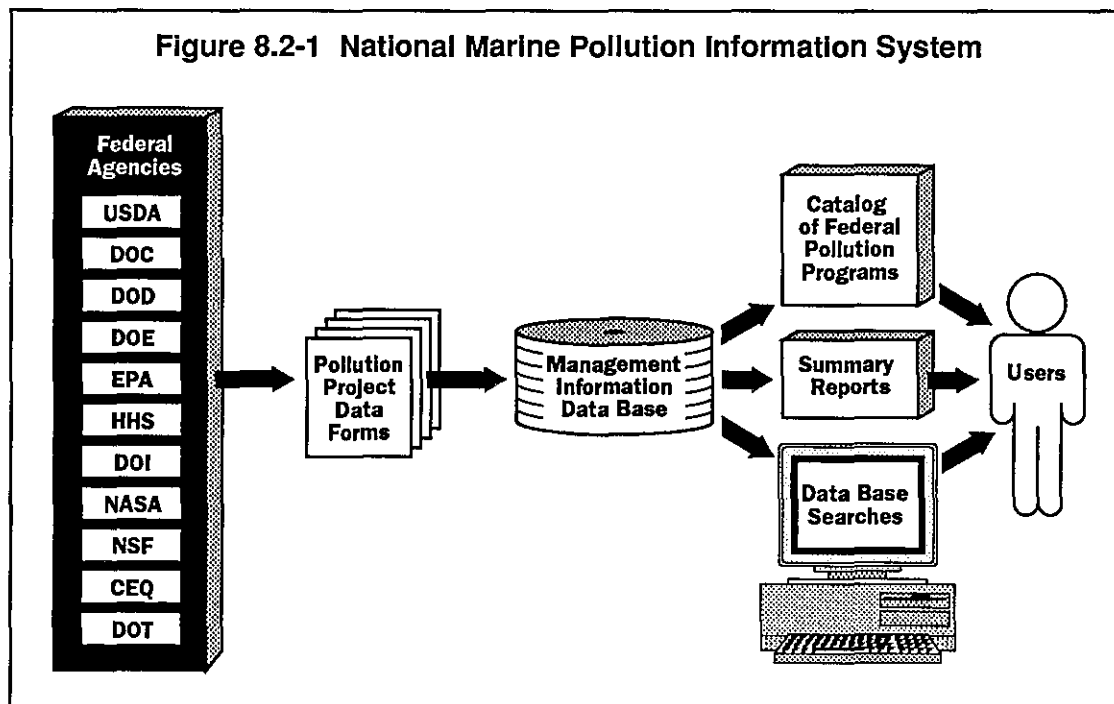 Figure 8.2-1 National Marine Pollution Information System
Federal
Agencies
USDA
DOC
DOD
DOE
EPA
HHS
DOI
NASA
NSF
CEQ
DOT
Pollution
Project
Data
Forms
Management
Information
Data Base
Catalog
of Federal
Pollution
Programs
Summary
Reports
Data Base
Searches
Users